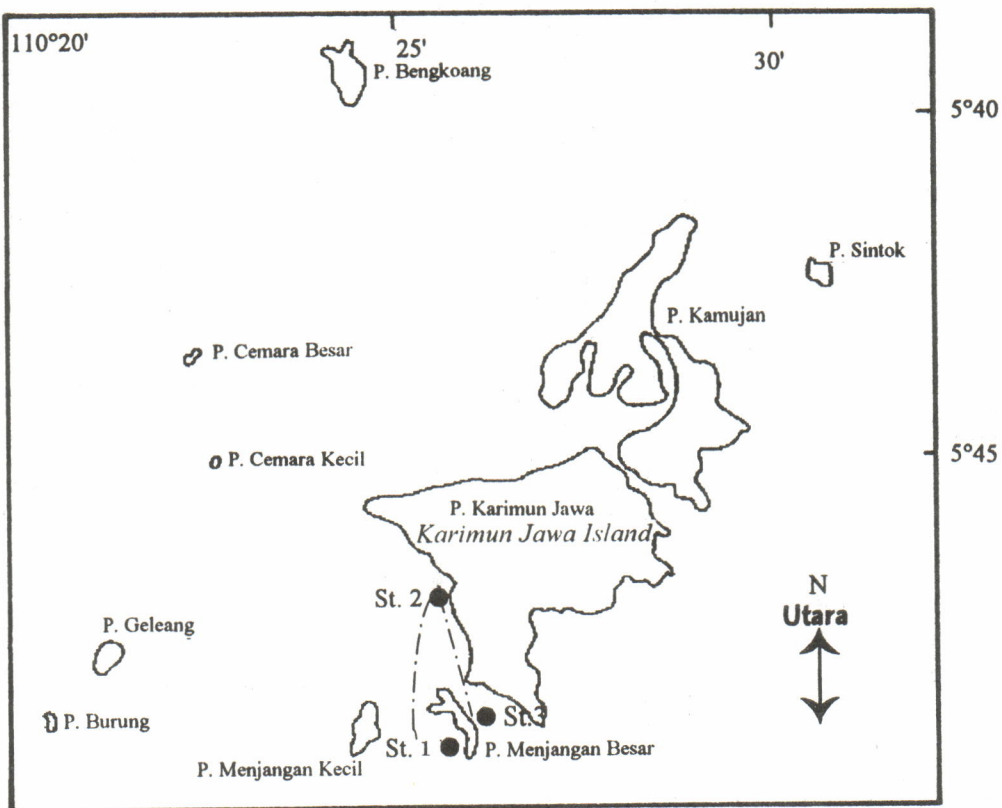 110°20'
25'
30'
P. Bengkoang
5°40
P. Sintok
P. Kamujan
P. Cemara Besar
P. Cemara Kecil
5°45
P. Karimun Jawa
Karimun Jawa Island
St. 2
N
Utara
P. Geleang
P. Burung
St.3
St. 1
P. Menjangan Besar
P. Menjangan Kecil